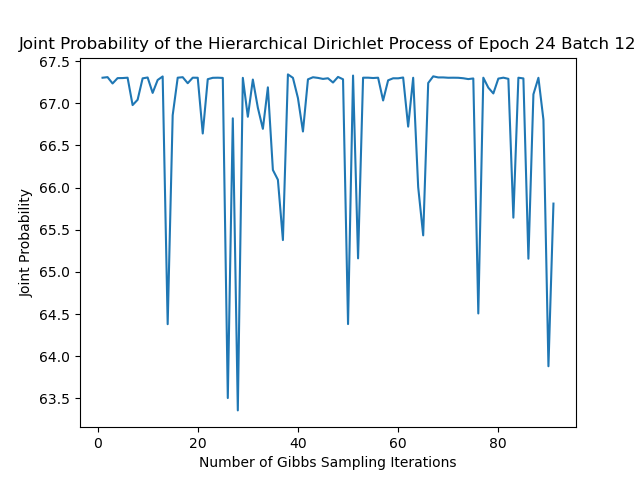 Joint Probability of the Hierarchical Dirichlet Process of Epoch 24 Batch 12
67.5
67.0
66.5
66.0
65.5
65.0
64.5
64.0
63.5
Joint Probability
0 20 40 60 80
Number of Gibbs Sampling Iterations